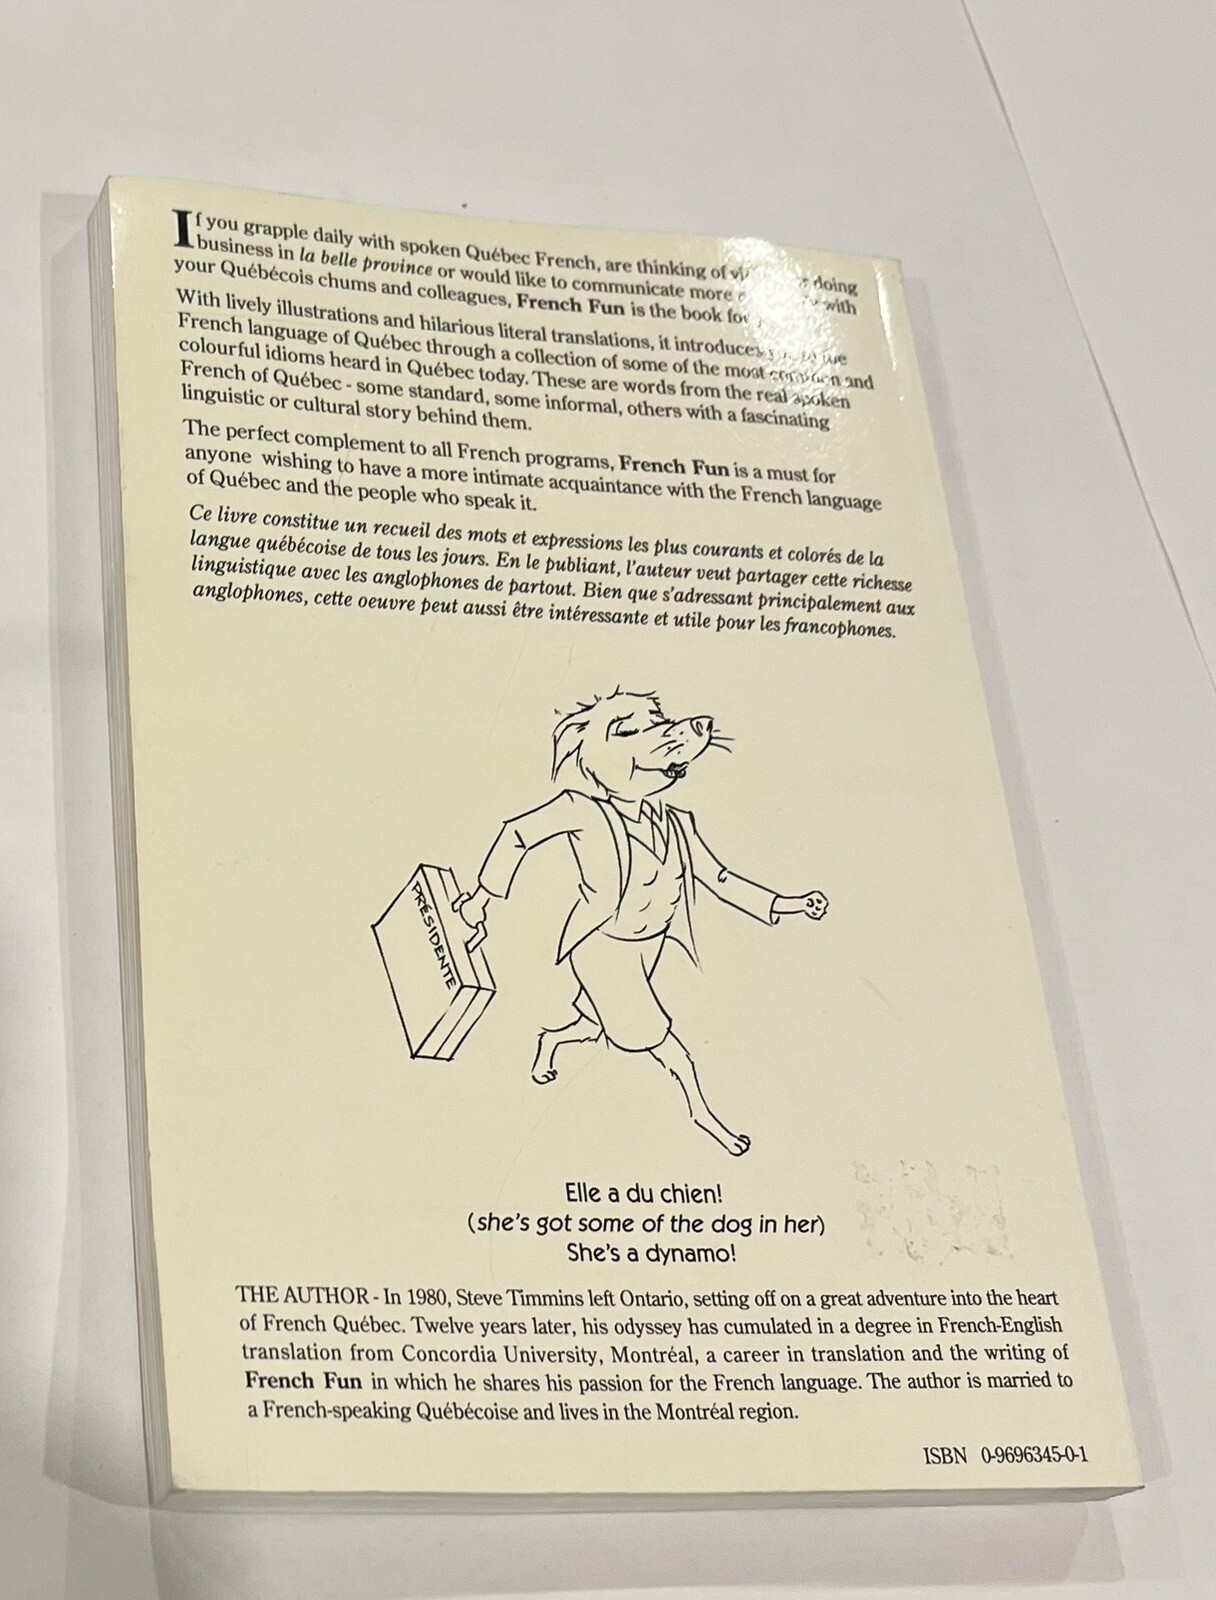 If you grapple daily with spoken Québec French, are thinking of doing
business in la belle province or would like to communicate more with
your Québécois chums and colleagues, French Fun is the book
With lively illustrations and hilarious literal translations, it introduces
French language of Québec through a collection of some of the most common and
colourful idioms heard in Québec today. These are words from the real spoken
French of Québec - some standard, some informal, others with a fascinating
linguistic or cultural story behind them.
The perfect complement to all French programs, French Fun is a must for
anyone wishing to have a more intimate acquaintance with the French language
of Québec and the people who speak it.
Ce livre constitue un recueil des mots et expressions les plus courants et colorés de la
langue québécoise de tous les jours. En le publiant, l'auteur veut partager cette richesse
linguistique avec les anglophones de partout. Bien que s'adressant principalement aux
anglophones, cette oeuvre peut aussi être intéressante et utile pour les francophones.
PRÉSIDENTE
Elle a du chien!
(she's got some of the dog in her)
She's a dynamo!
THE AUTHOR - In 1980, Steve Timmins left Ontario, setting off on a great adventure into the heart
of French Québec. Twelve years later, his odyssey has cumulated in a degree in French-English
translation from Concordia University, Montréal, a career in translation and the writing of
French Fun in which he shares his passion for the French language. The author is married to
a French-speaking Québécoise and lives in the Montréal region.
ISBN 0-9696345-0-1